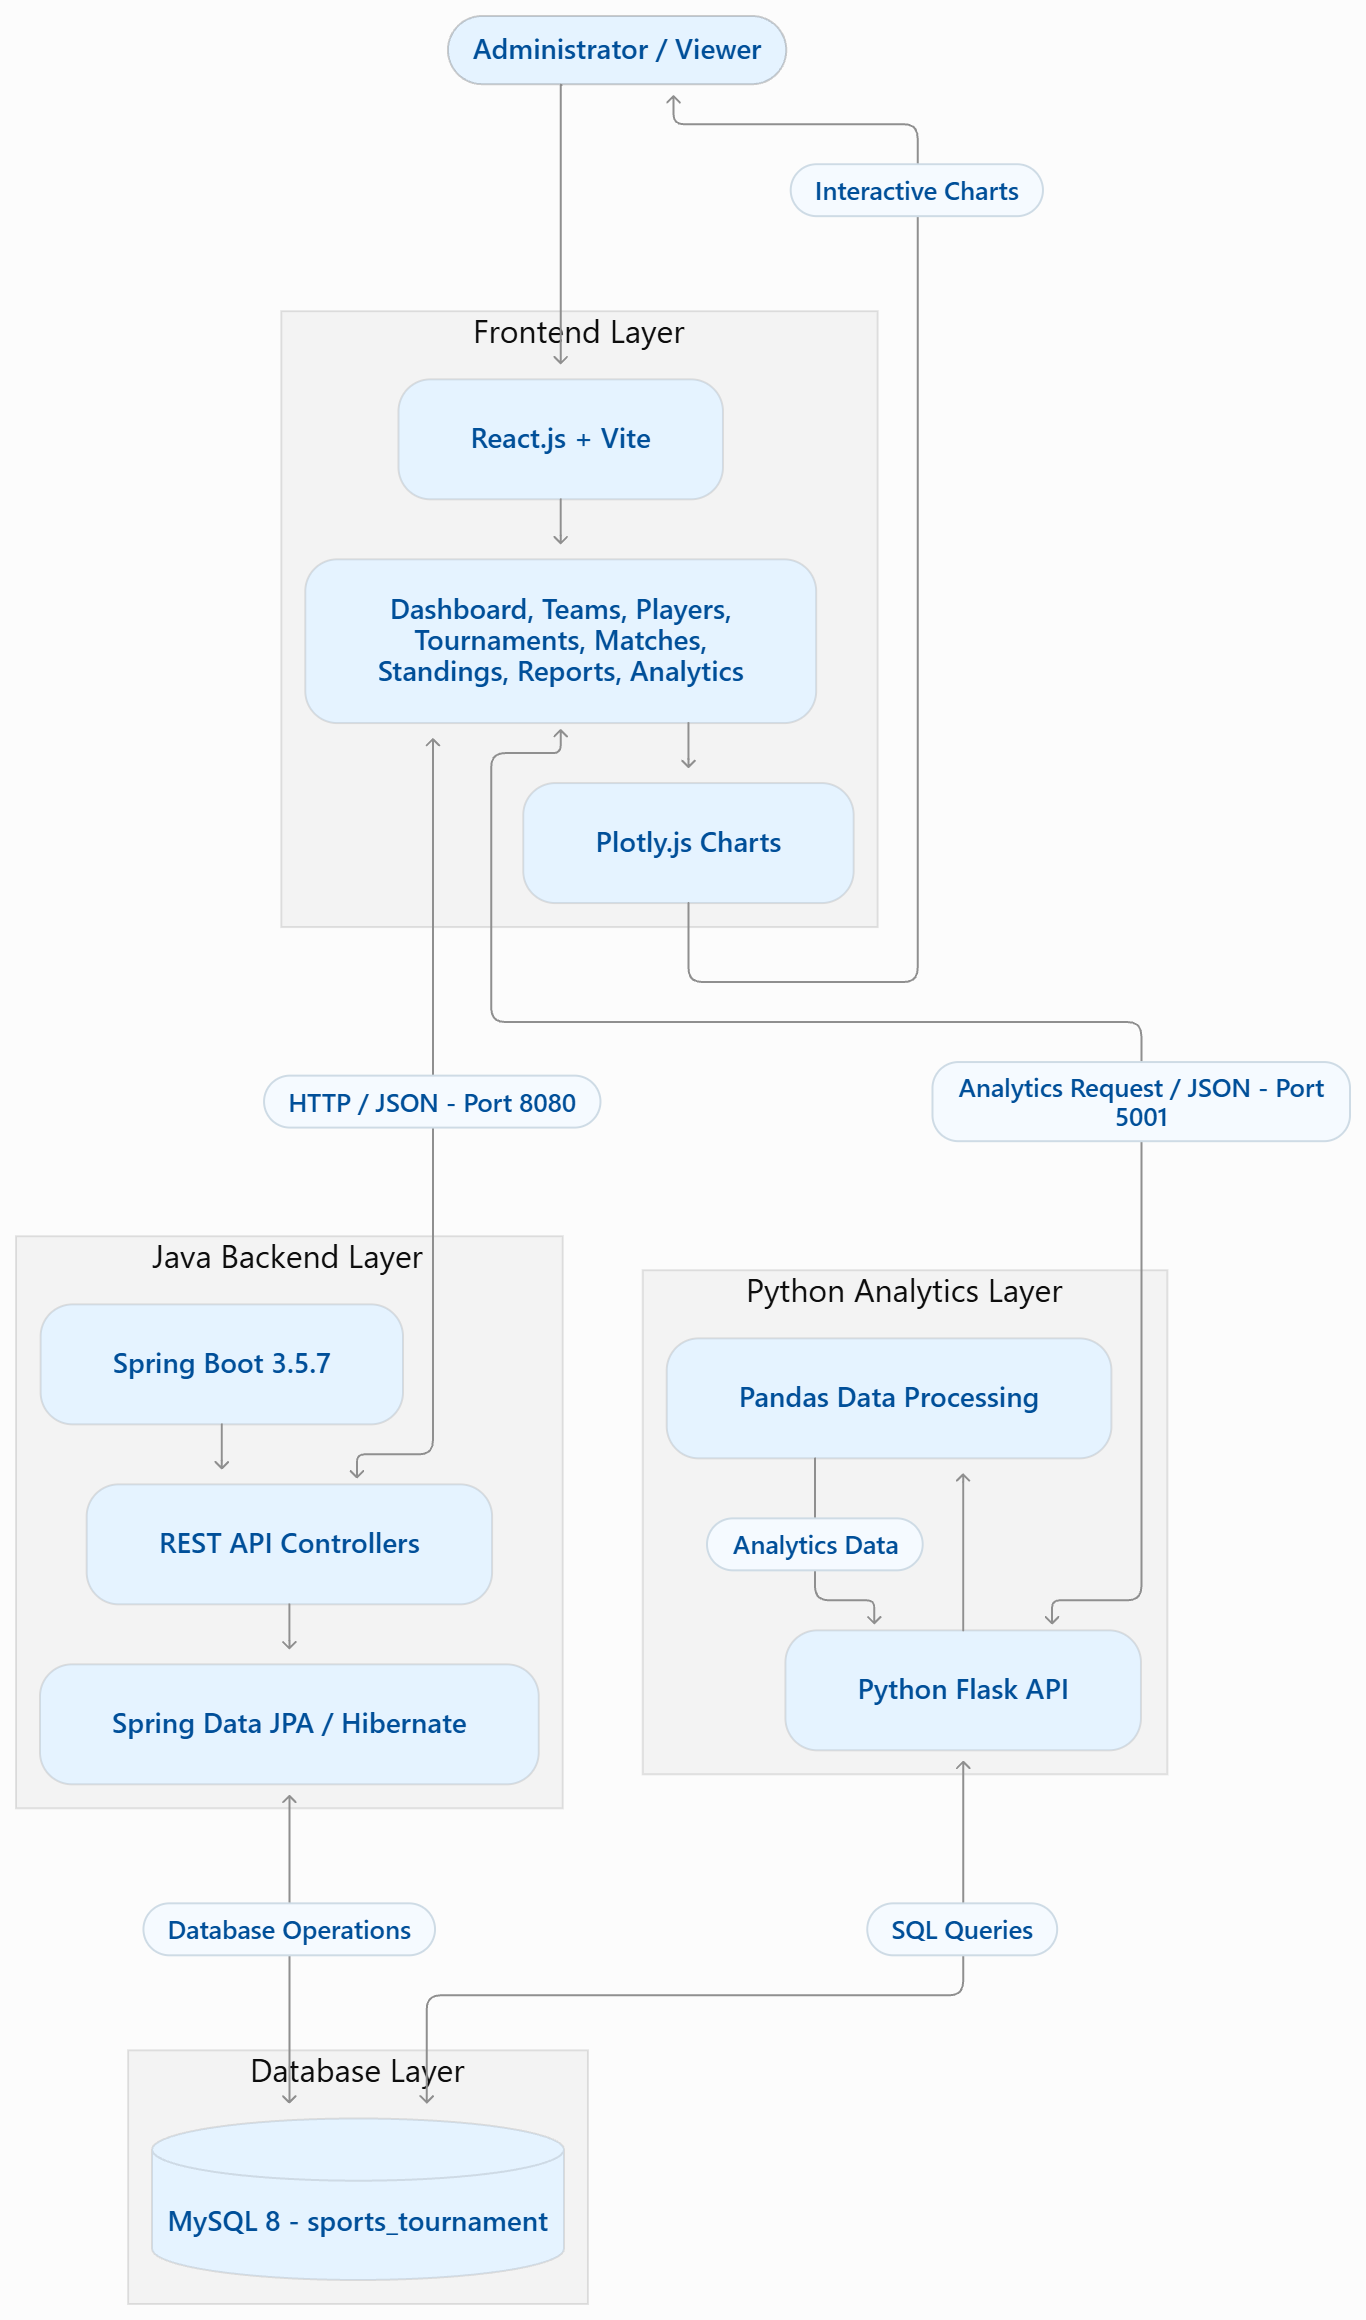 Administrator / Viewer
Interactive Charts
Frontend Layer
React.js + Vite
Dashboard, Teams, Players,
Tournaments, Matches,
Standings, Reports, Analytics
Plotly.js Charts
HTTP / JSON - Port 8080
Analytics Request / JSON - Port
5001
Java Backend Layer
Spring Boot 3.5.7
REST API Controllers
Spring Data JPA / Hibernate
Python Analytics Layer
Pandas Data Processing
Analytics Data
Python Flask API
Database Operations
SQL Queries
Database Layer
MySQL 8 - sports_tournament